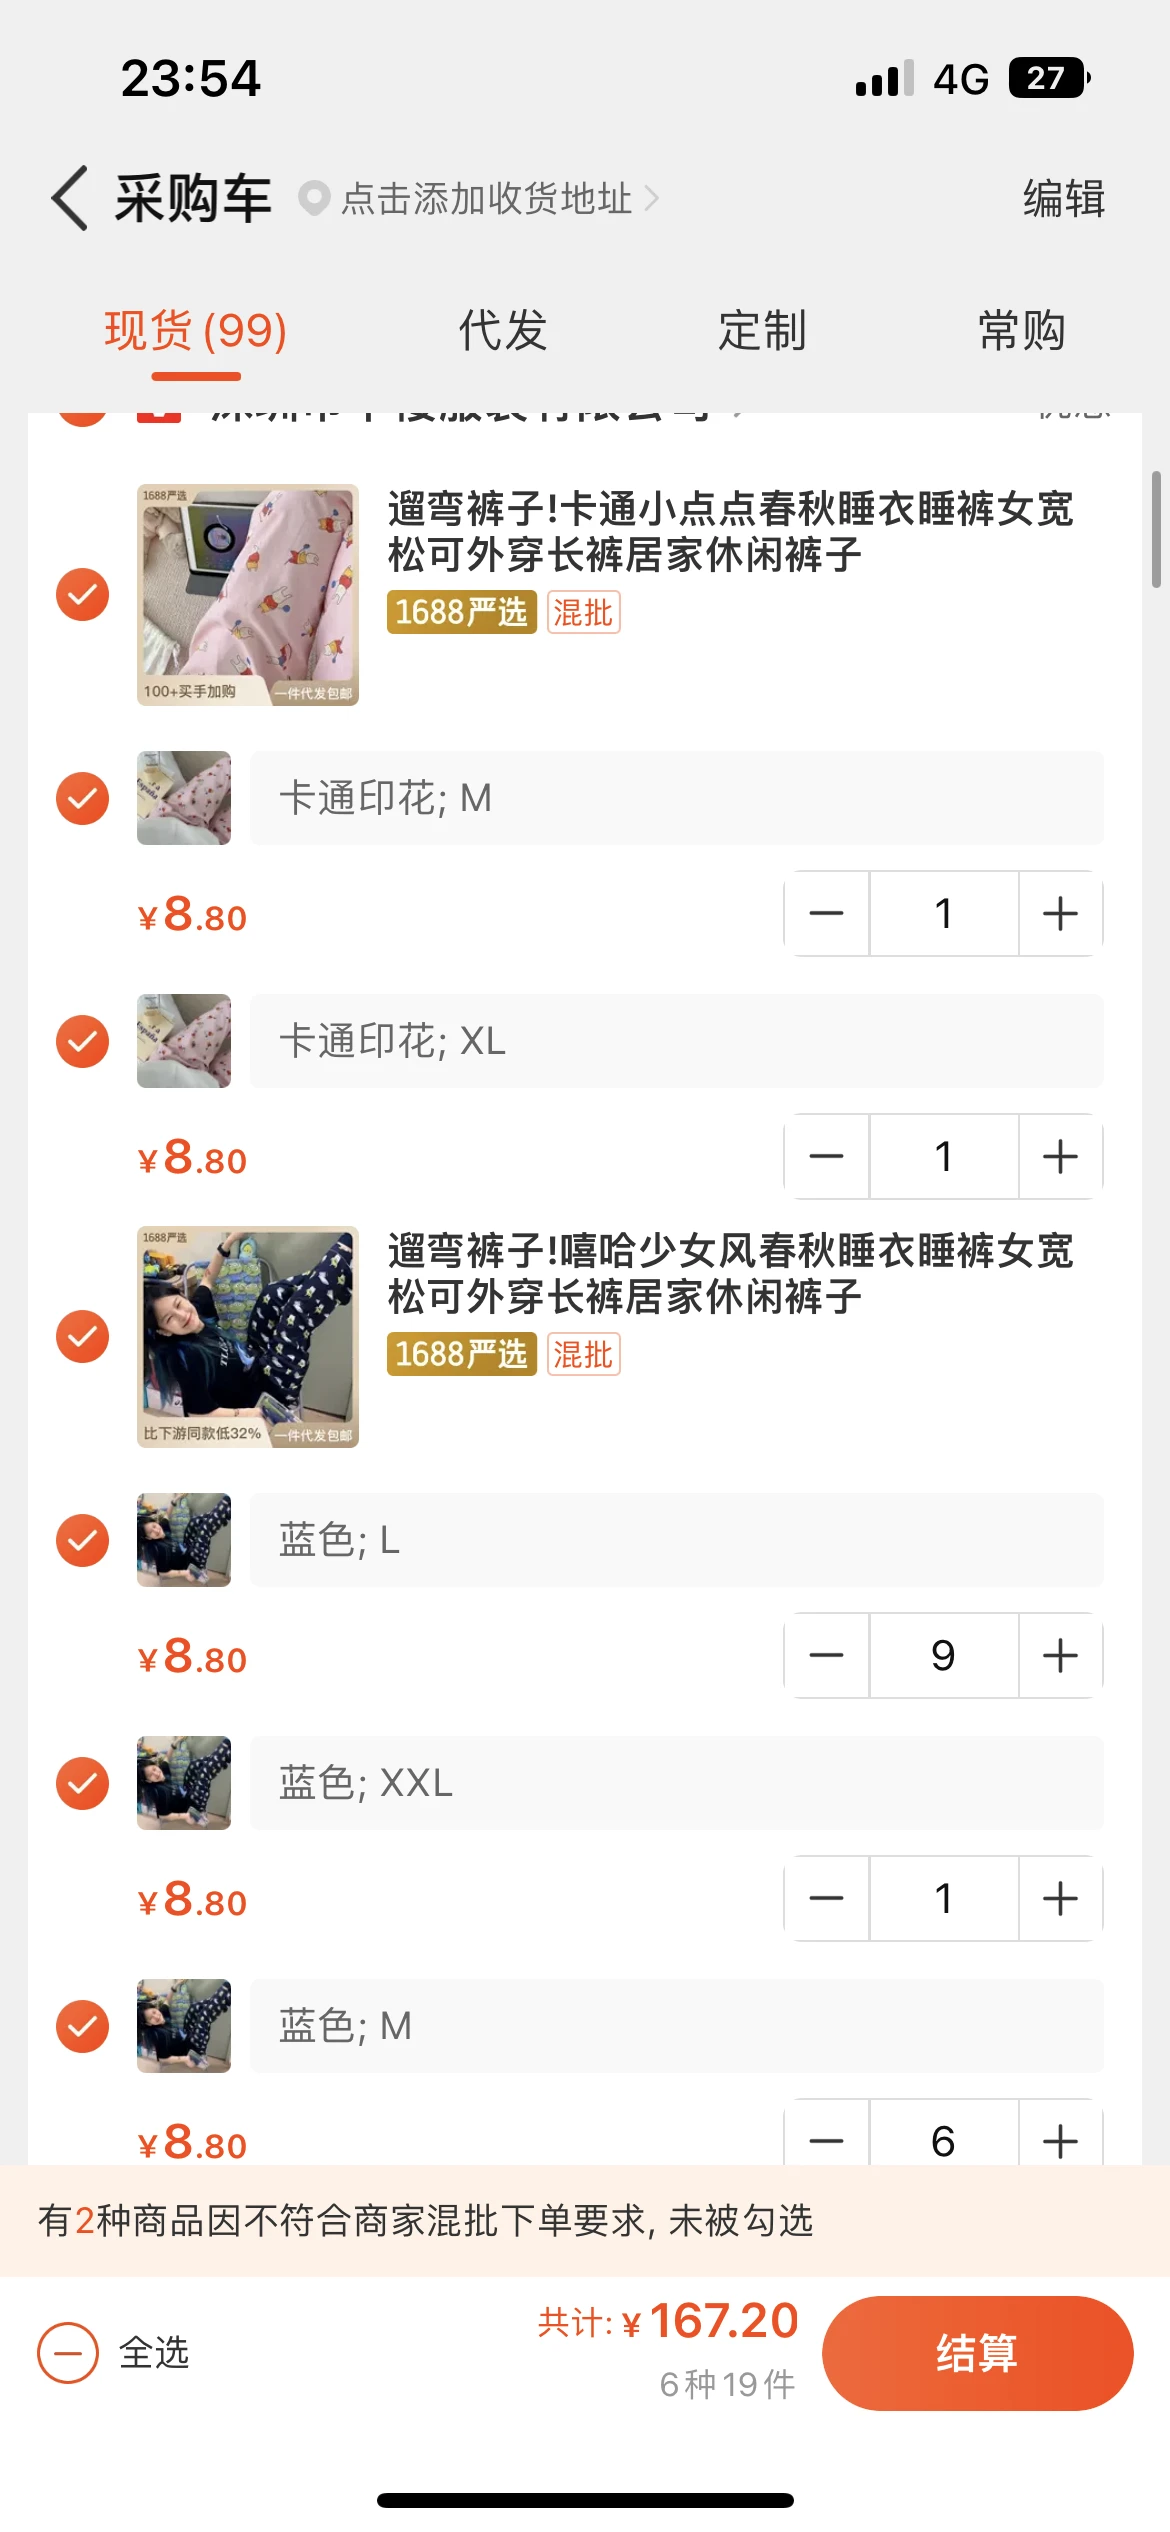 23:54
4G 27
采购车 点击添加收货地址 编辑
现货(99) 代发 定制 常购
1688严选
遛弯裤子!卡通小点点春秋睡衣睡裤女宽
松可外穿长裤居家休闲裤子
1688严选 混批
100+买手加购 一件代发包邮
卡通印花; M
¥8.80 1
卡通印花; XL
¥8.80 1
1688严选
遛弯裤子!嘻哈少女风春秋睡衣睡裤女宽
松可外穿长裤居家休闲裤子
1688严选 混批
比下游同款低32% 一件代发包邮
蓝色; L
¥8.80 9
蓝色; XXL
¥8.80 1
蓝色; M
¥8.80 6
有2种商品因不符合商家混批下单要求, 未被勾选
全选 共计: ¥167.20 结算
6种19件